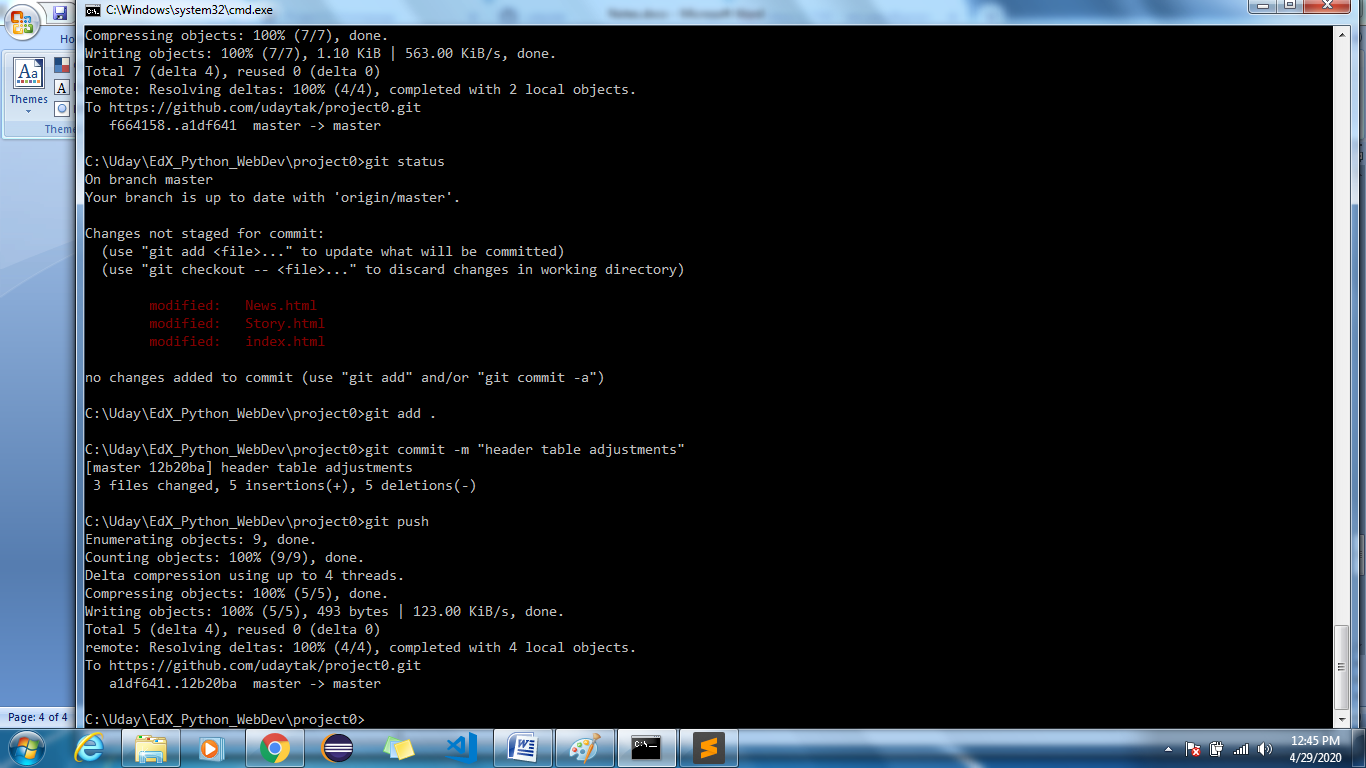 C:\Windows\system32\cmd.exe
Ho
Themes
Theme
Compressing objects: 100% (7/7), done.
Writing objects: 100% (7/7), 1.10 KiB | 563.00 KiB/s, done.
Total 7 (delta 4), reused 0 (delta 0)
remote: Resolving deltas: 100% (4/4), completed with 2 local objects.
To https://github.com/udaytak/project0.git
   f664158..a1df641  master -> master
C:\Uday\EdX_Python_WebDev\project0>git status
On branch master
Your branch is up to date with 'origin/master'.
Changes not staged for commit:
  (use "git add <file>..." to update what will be committed)
  (use "git checkout -- <file>..." to discard changes in working directory)
        modified:   News.html
        modified:   Story.html
        modified:   index.html
no changes added to commit (use "git add" and/or "git commit -a")
C:\Uday\EdX_Python_WebDev\project0>git add .
C:\Uday\EdX_Python_WebDev\project0>git commit -m "header table adjustments"
[master 12b20ba] header table adjustments
 3 files changed, 5 insertions(+), 5 deletions(-)
C:\Uday\EdX_Python_WebDev\project0>git push
Enumerating objects: 9, done.
Counting objects: 100% (9/9), done.
Delta compression using up to 4 threads.
Compressing objects: 100% (5/5), done.
Writing objects: 100% (5/5), 493 bytes | 123.00 KiB/s, done.
Total 5 (delta 4), reused 0 (delta 0)
remote: Resolving deltas: 100% (4/4), completed with 4 local objects.
To https://github.com/udaytak/project0.git
   a1df641..12b20ba  master -> master
C:\Uday\EdX_Python_WebDev\project0>
Page: 4 of 4
12:45 PM
4/29/2020